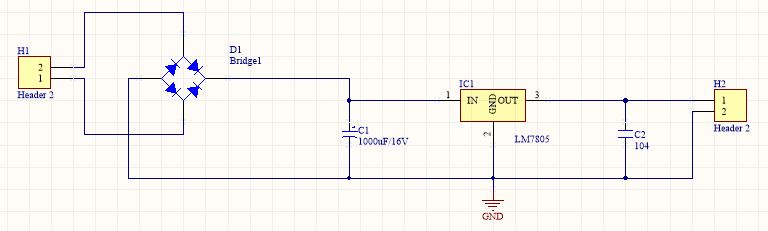 H1
2
1
Header 2
D1
Bridge1
C1
1000uF/16V
IC1
1
IN
GND
OUT
3
2
LM7805
GND
C2
104
H2
1
2
Header 2